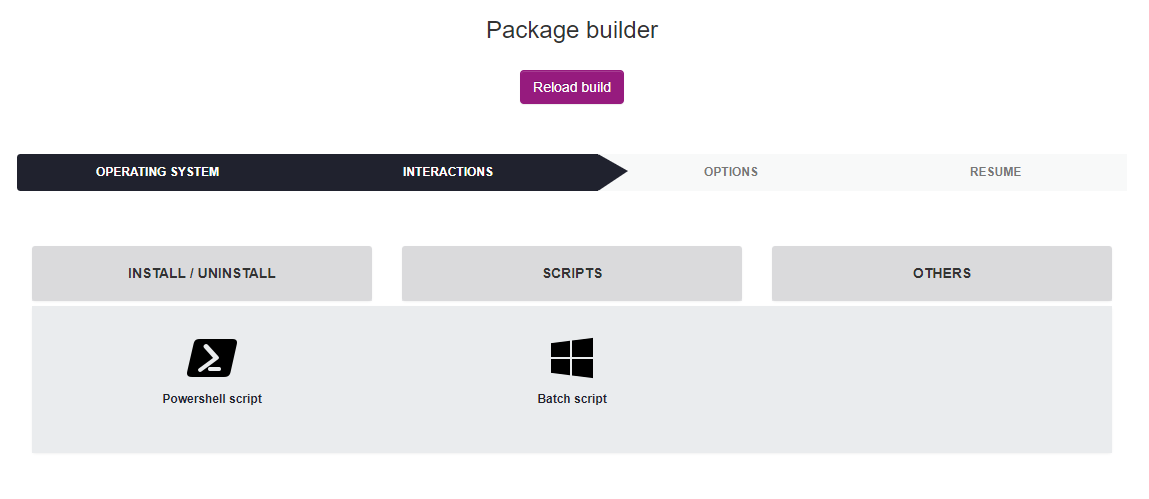 Package builder
Reload build
OPERATING SYSTEM
INTERACTIONS
OPTIONS
RESUME
INSTALL / UNINSTALL
SCRIPTS
OTHERS
Powershell script
Batch script